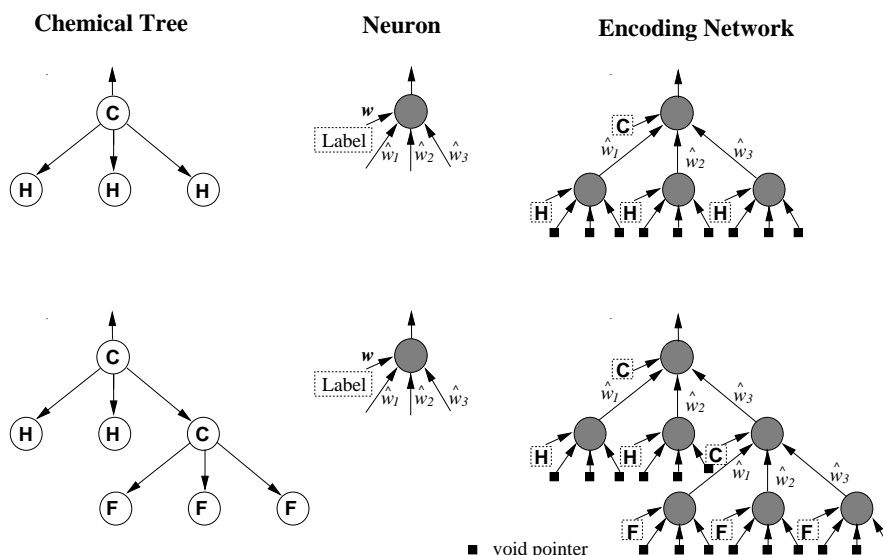 Chemical Tree Neuron Encoding Network
C
H H H
w
Label
ŵ1 ŵ2 ŵ3
C
ŵ1 ŵ2 ŵ3
H H H
C
H H C
F F F
w
Label
ŵ1 ŵ2 ŵ3
C
ŵ1 ŵ2 ŵ3
H H C
ŵ1 ŵ2 ŵ3
F F F
void pointer